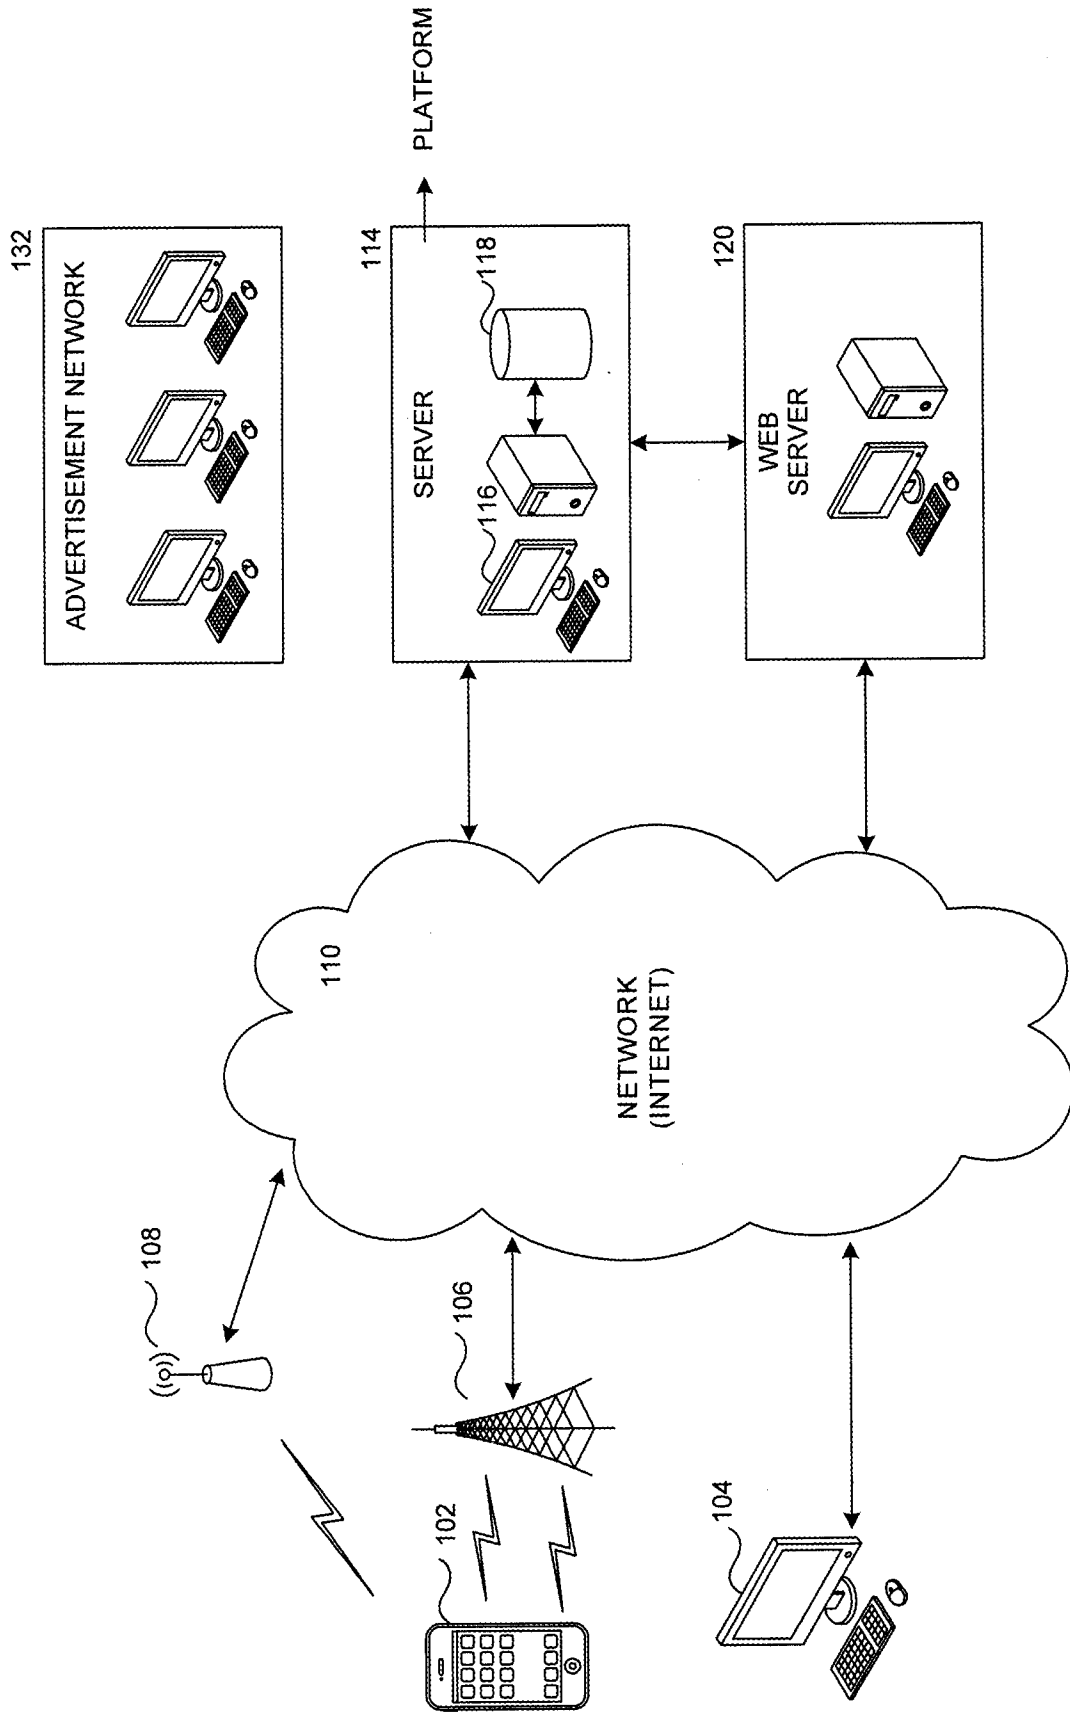 132
ADVERTISEMENT NETWORK
114
PLATFORM
SERVER
116
118
120
WEB
SERVER
110
NETWORK
(INTERNET)
108
106
102
104